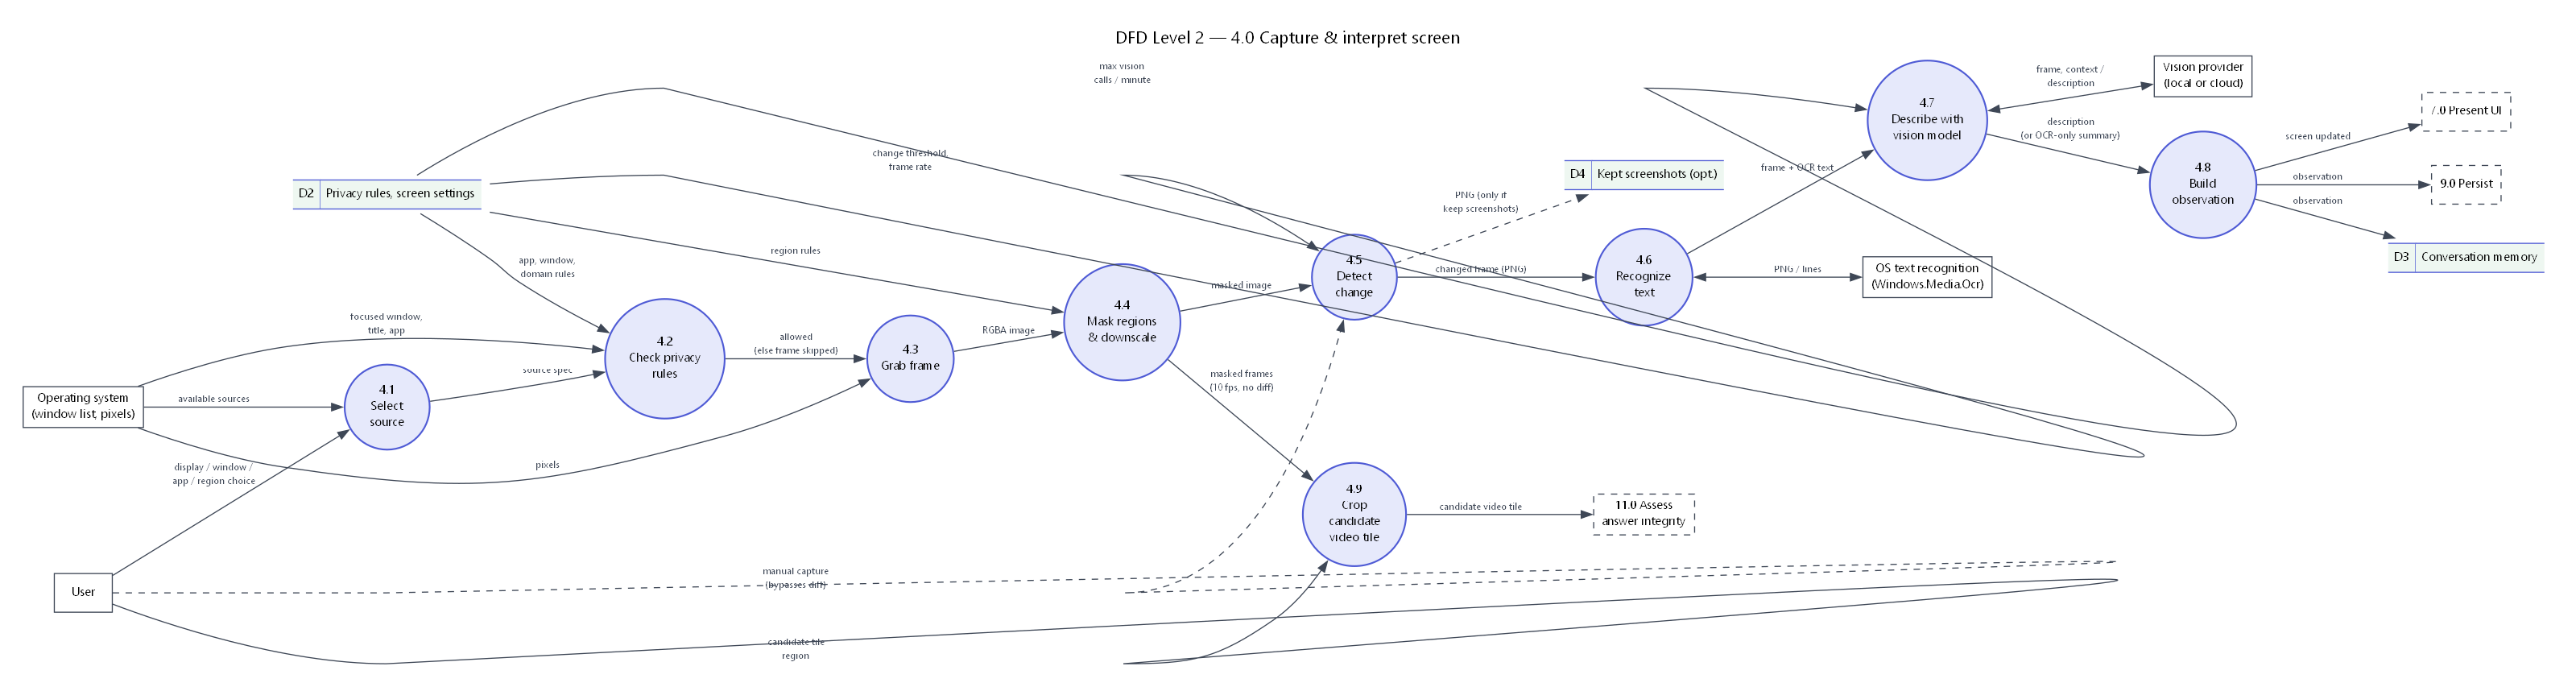 DFD Level 2 — 4.0 Capture & interpret screen
max vision
calls / minute
change threshold,
frame rate
D2 Privacy rules, screen settings
app, window,
domain rules
region rules
focused window,
title, app
Operating system
(window list, pixels)
available sources
4.1
Select
source
source spec
4.2
Check privacy
rules
allowed
(else frame skipped)
4.3
Grab frame
RGBA image
4.4
Mask regions
& downscale
masked image
4.5
Detect
change
PNG (only if
keep screenshots)
D4 Kept screenshots (opt.)
changed frame (PNG)
4.6
Recognize
text
PNG / lines
OS text recognition
(Windows.Media.Ocr)
frame + OCR text
4.7
Describe with
vision model
frame, context /
description
Vision provider
(local or cloud)
description
(or OCR-only summary)
4.8
Build
observation
screen updated
7.0 Present UI
observation
9.0 Persist
observation
D3 Conversation memory
display / window /
app / region choice
pixels
masked frames
(10 fps, no diff)
4.9
Crop
candidate
video tile
candidate video tile
11.0 Assess
answer integrity
User
manual capture
(bypasses diff)
candidate tile
region